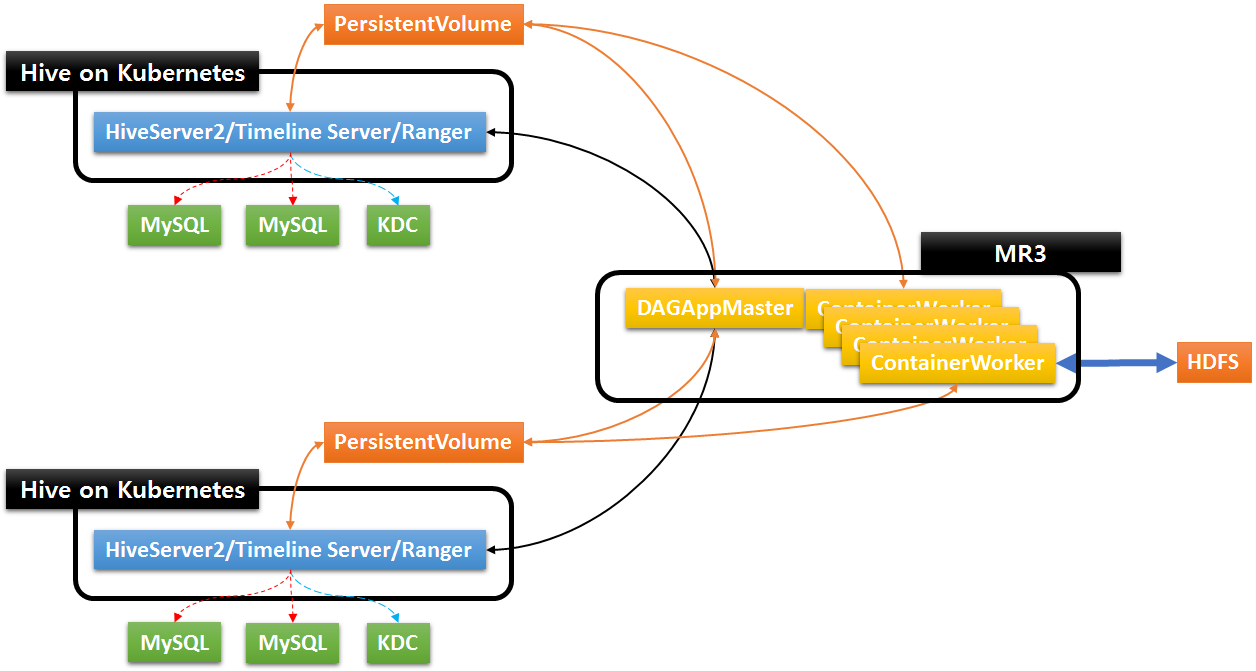 PersistentVolume
Hive on Kubernetes
HiveServer2/Timeline Server/Ranger
MySQL
MySQL
KDC
MR3
DAGAppMaster
ContainerWorker
ContainerWorker
ContainerWorker
ContainerWorker
HDFS
PersistentVolume
Hive on Kubernetes
HiveServer2/Timeline Server/Ranger
MySQL
MySQL
KDC